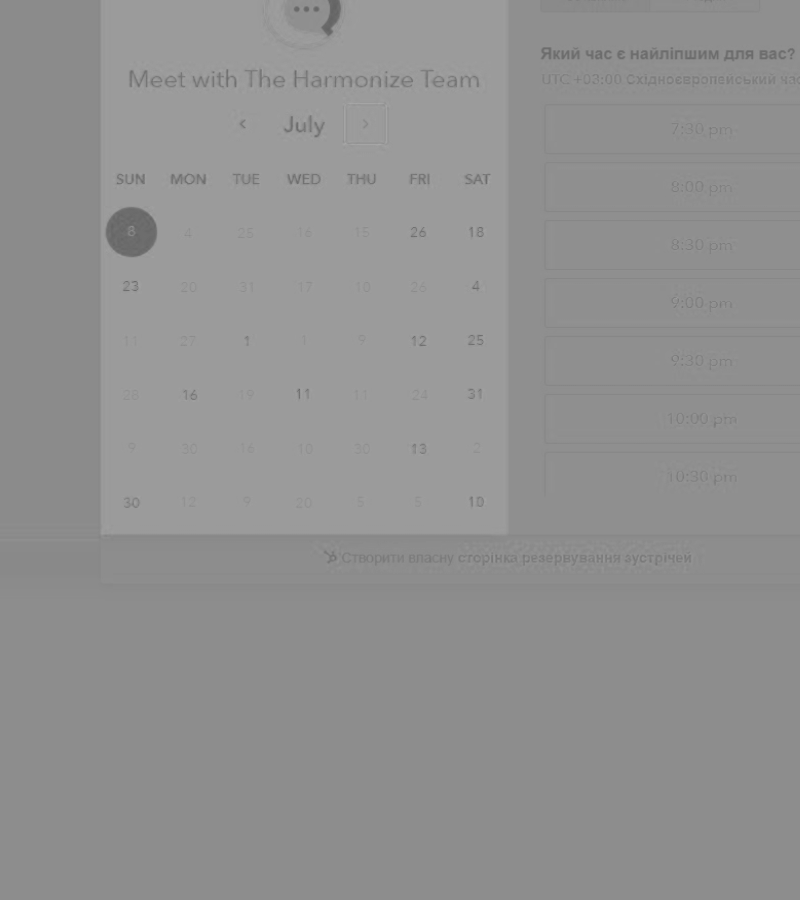 Meet with The Harmonize Team
July
SUN MON TUE WED THU FRI SAT
8 4 25 16 15 26 18
23 20 31 17 10 26 4
11 27 1 1 9 12 25
28 16 19 11 11 24 31
9 30 16 10 30 13 2
30 12 9 20 5 5 10
Який час є найліпшим для вас?
UTC +03:00 Східноєвропейський час
7:30 pm
8:00 pm
8:30 pm
9:00 pm
9:30 pm
10:00 pm
10:30 pm
Створити власну сторінка резервування зустрічей